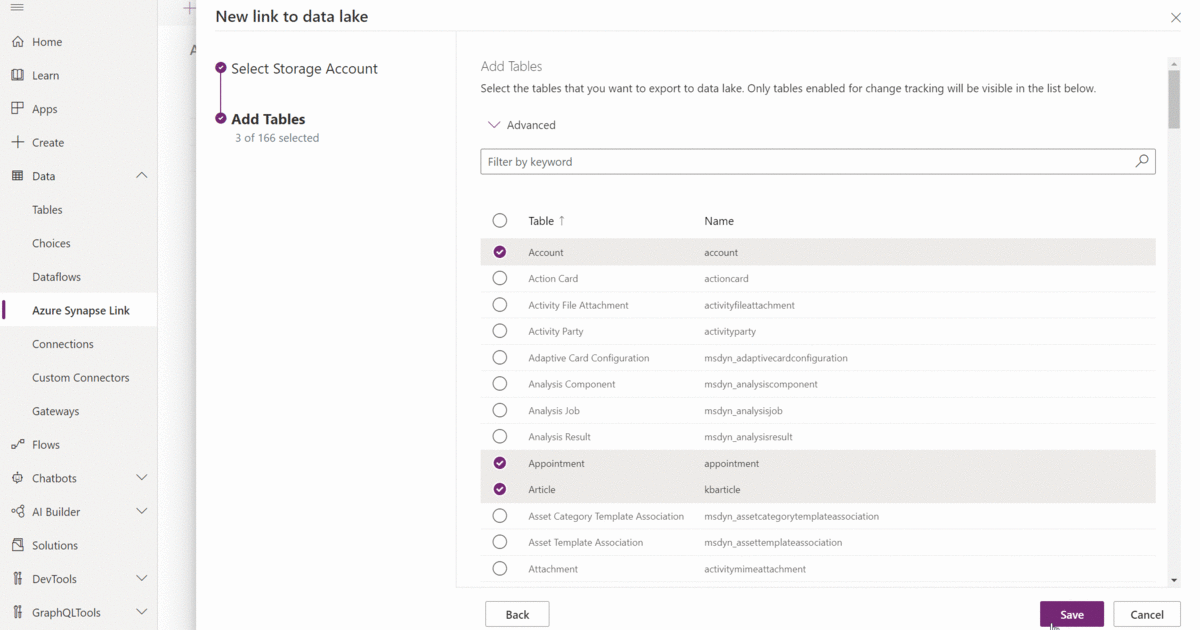 New link to data lake
Home
Learn
Apps
Create
Data
Tables
Choices
Dataflows
Azure Synapse Link
Connections
Custom Connectors
Gateways
Flows
Chatbots
AI Builder
Solutions
DevTools
GraphQLTools
Select Storage Account
Add Tables
3 of 166 selected
Add Tables
Select the tables that you want to export to data lake. Only tables enabled for change tracking will be visible in the list below.
Advanced
Filter by keyword
Table ↑ Name
Account account
Action Card actioncard
Activity File Attachment activityfileattachment
Activity Party activityparty
Adaptive Card Configuration msdyn_adaptivecardconfiguration
Analysis Component msdyn_analysiscomponent
Analysis Job msdyn_analysisjob
Analysis Result msdyn_analysisresult
Appointment appointment
Article kbarticle
Asset Category Template Association msdyn_assetcategorytemplateassociation
Asset Template Association msdyn_assettemplateassociation
Attachment activitymimeattachment
Back Save Cancel